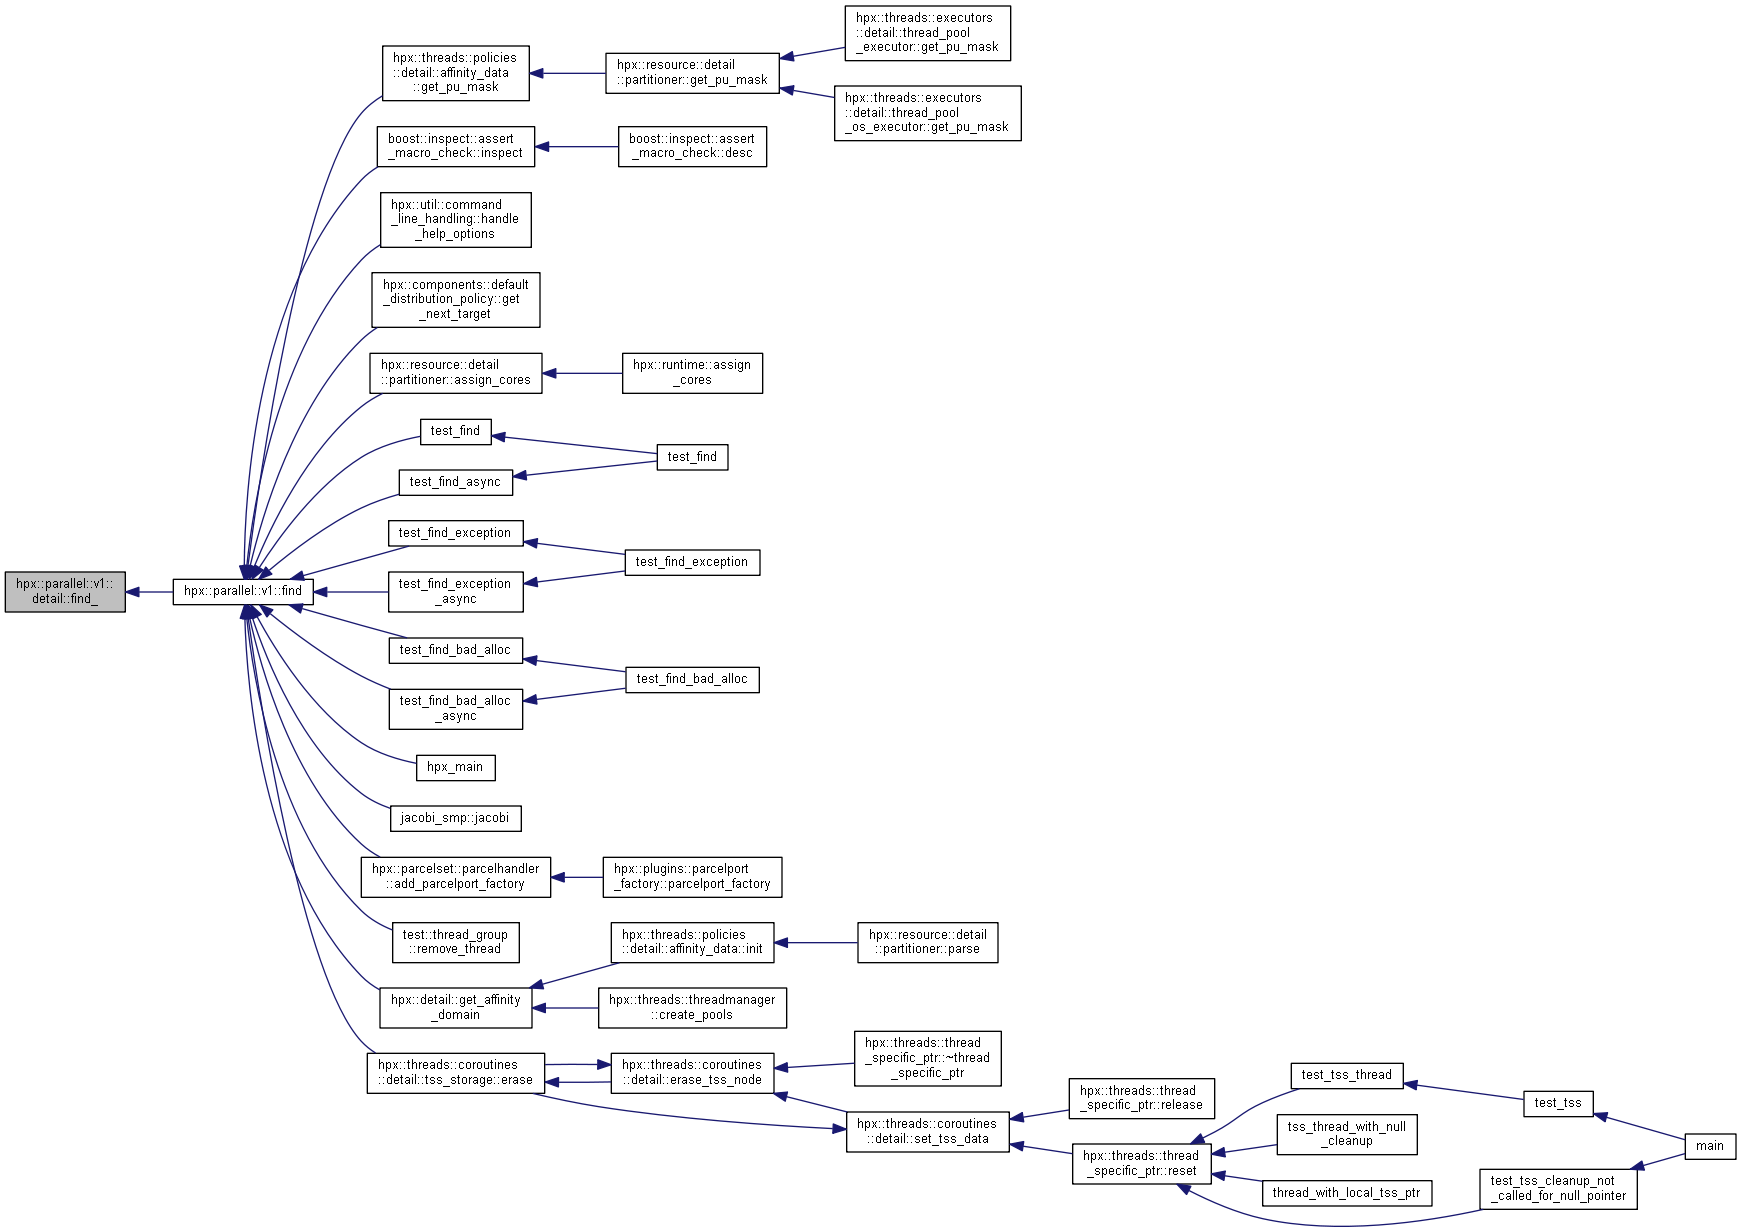 hpx::threads::executors
::detail::thread_pool
_executor::get_pu_mask
hpx::threads::policies
::detail::affinity_data
::get_pu_mask
hpx::resource::detail
::partitioner::get_pu_mask
hpx::threads::executors
::detail::thread_pool
_os_executor::get_pu_mask
boost::inspect::assert
_macro_check::inspect
boost::inspect::assert
_macro_check::desc
hpx::util::command
_line_handling::handle
_help_options
hpx::components::default
_distribution_policy::get
_next_target
hpx::resource::detail
::partitioner::assign_cores
hpx::runtime::assign
_cores
test_find
test_find
test_find_async
test_find_exception
test_find_exception
test_find_exception
_async
hpx::parallel::v1::
detail::find_
hpx::parallel::v1::find
test_find_bad_alloc
test_find_bad_alloc
test_find_bad_alloc
_async
hpx_main
jacobi_smp::jacobi
hpx::parcelset::parcelhandler
::add_parcelport_factory
hpx::plugins::parcelport
_factory::parcelport_factory
test::thread_group
::remove_thread
hpx::threads::policies
::detail::affinity_data::init
hpx::resource::detail
::partitioner::parse
hpx::detail::get_affinity
_domain
hpx::threads::threadmanager
::create_pools
hpx::threads::coroutines
::detail::tss_storage::erase
hpx::threads::coroutines
::detail::erase_tss_node
hpx::threads::thread
_specific_ptr::~thread
_specific_ptr
hpx::threads::coroutines
::detail::set_tss_data
hpx::threads::thread
_specific_ptr::release
hpx::threads::thread
_specific_ptr::reset
test_tss_thread
tss_thread_with_null
_cleanup
thread_with_local_tss_ptr
test_tss
test_tss_cleanup_not
_called_for_null_pointer
main